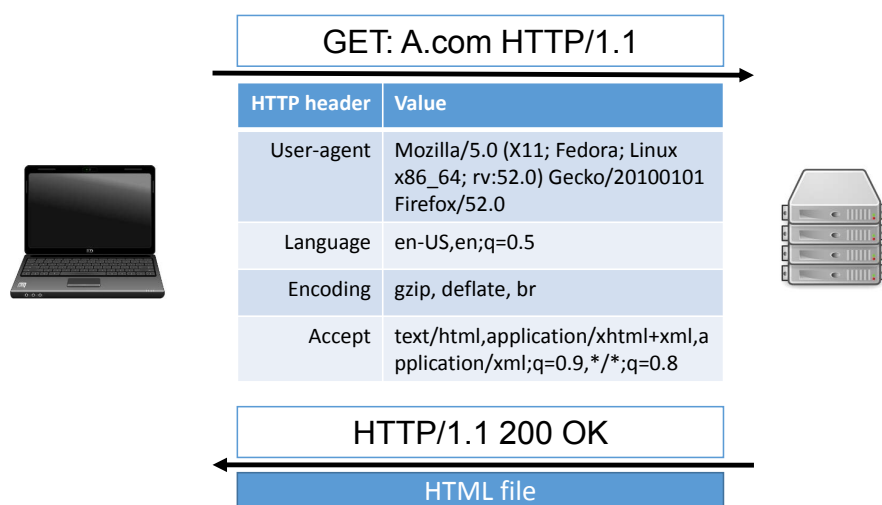 GET: A.com HTTP/1.1
HTTP header Value
User-agent Mozilla/5.0 (X11; Fedora; Linux
x86_64; rv:52.0) Gecko/20100101
Firefox/52.0
Language en-US,en;q=0.5
Encoding gzip, deflate, br
Accept text/html,application/xhtml+xml,a
pplication/xml;q=0.9,*/*;q=0.8
HTTP/1.1 200 OK
HTML file